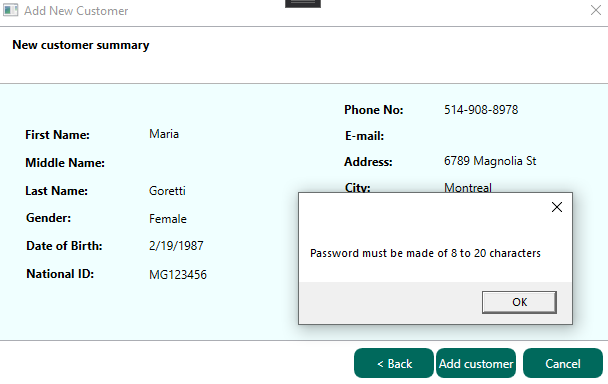 Add New Customer
New customer summary
First Name: Maria
Middle Name:
Last Name: Goretti
Gender: Female
Date of Birth: 2/19/1987
National ID: MG123456
Phone No: 514-908-8978
E-mail:
Address: 6789 Magnolia St
City: Montreal
Password must be made of 8 to 20 characters
OK
< Back Add customer Cancel